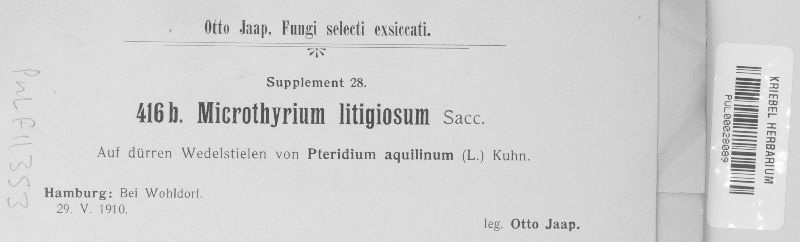 Otto Jaap, Fungi selecti exsiccati.
Supplement 28.
416 b. Microthyrium litigiosum Sacc.
Auf dürren Wedelstielen von Pteridium aquilinum (L.) Kuhn.
Hamburg: Bei Wohldorf.
29. V. 1910.
leg. Otto Jaap.
PUL F11353
KRIEBEL HERBARIUM
PUL00028089